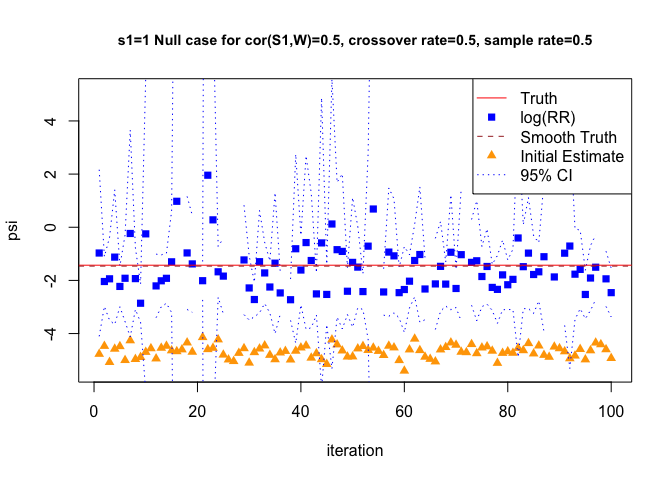 s1=1 Null case for cor(S1,W)=0.5, crossover rate=0.5, sample rate=0.5
Truth
log(RR)
Smooth Truth
Initial Estimate
95% CI
psi
4
2
0
-2
-4
0
20
40
60
80
100
iteration